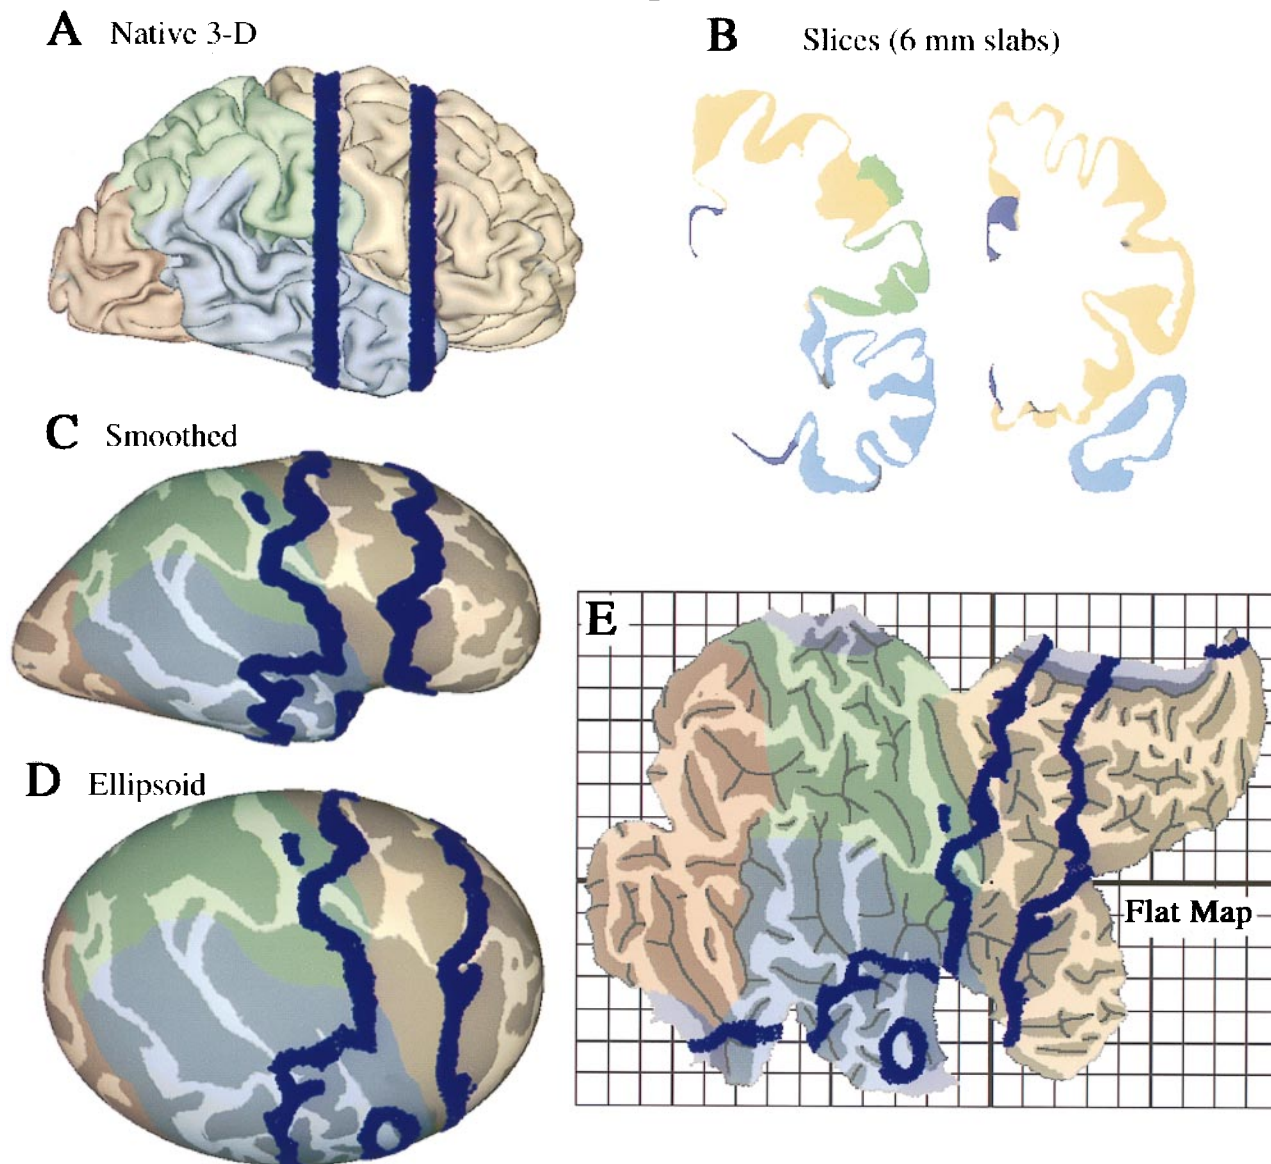 A Native 3-D
B Slices (6 mm slabs)
C Smoothed
D Ellipsoid
E
Flat Map